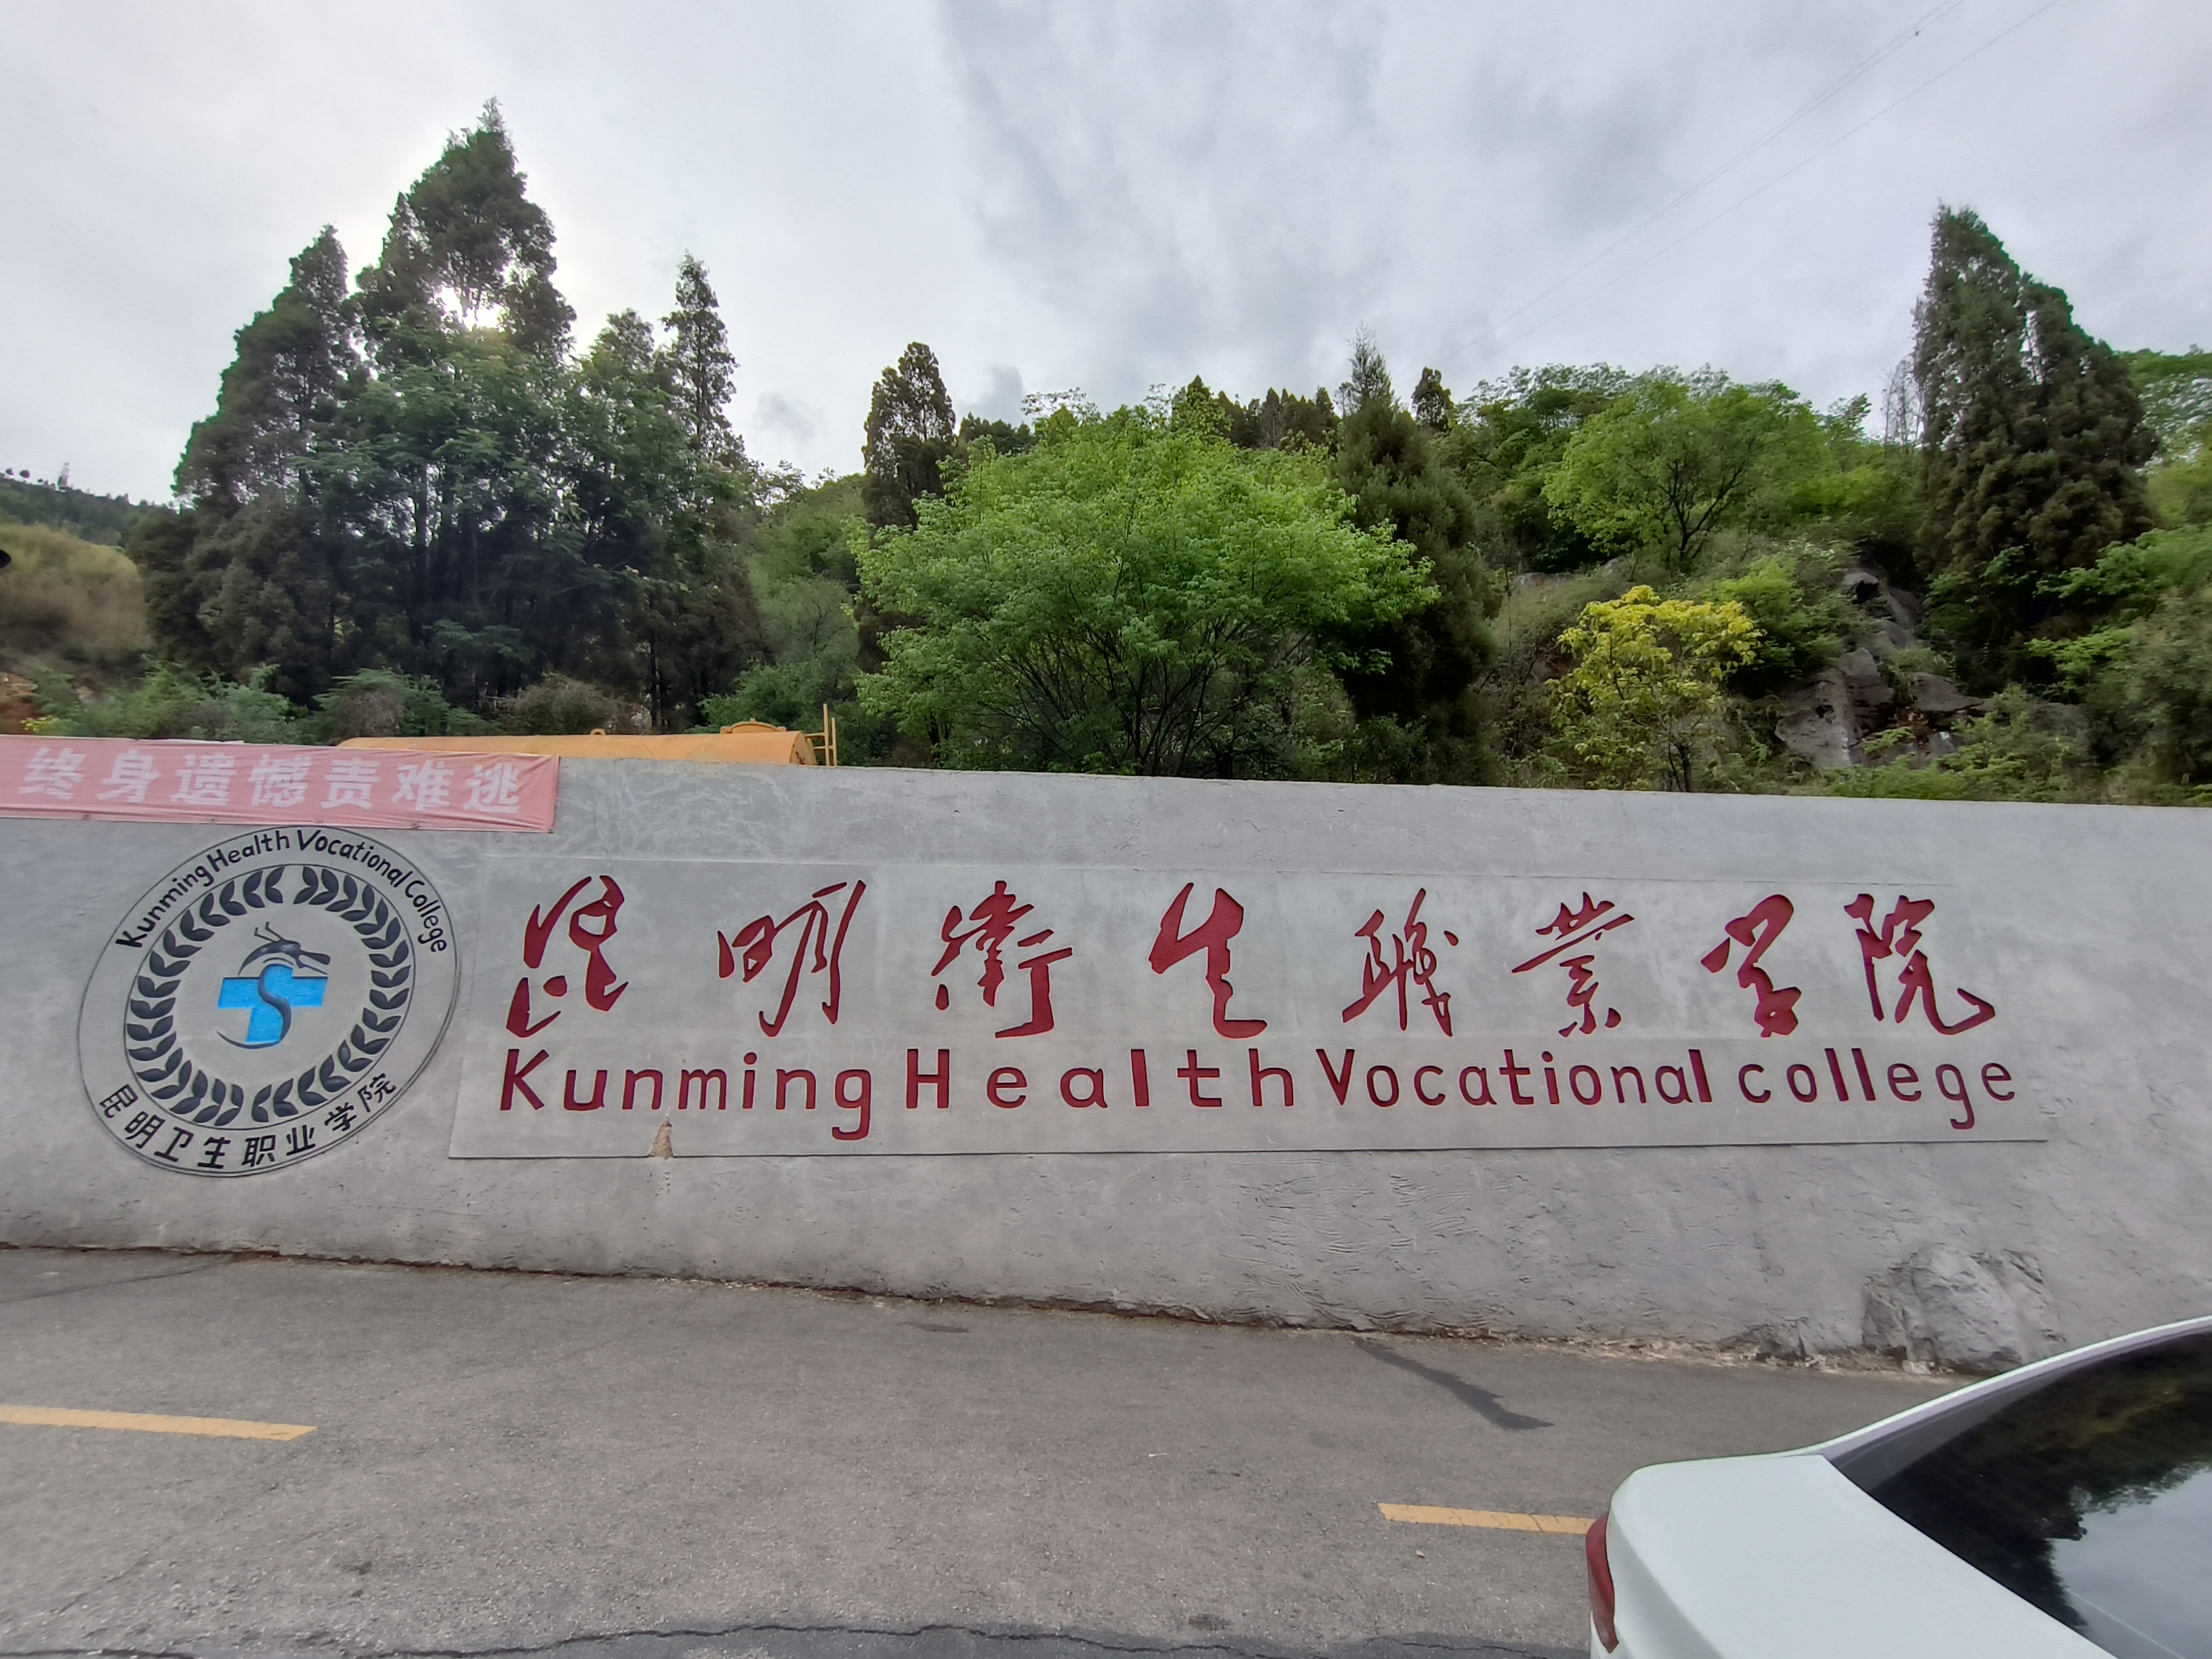 终身遗憾责难逃
Kunming Health Vocational College
昆明卫生职业学院
昆明衛生職業学院
Kunming Health Vocational college